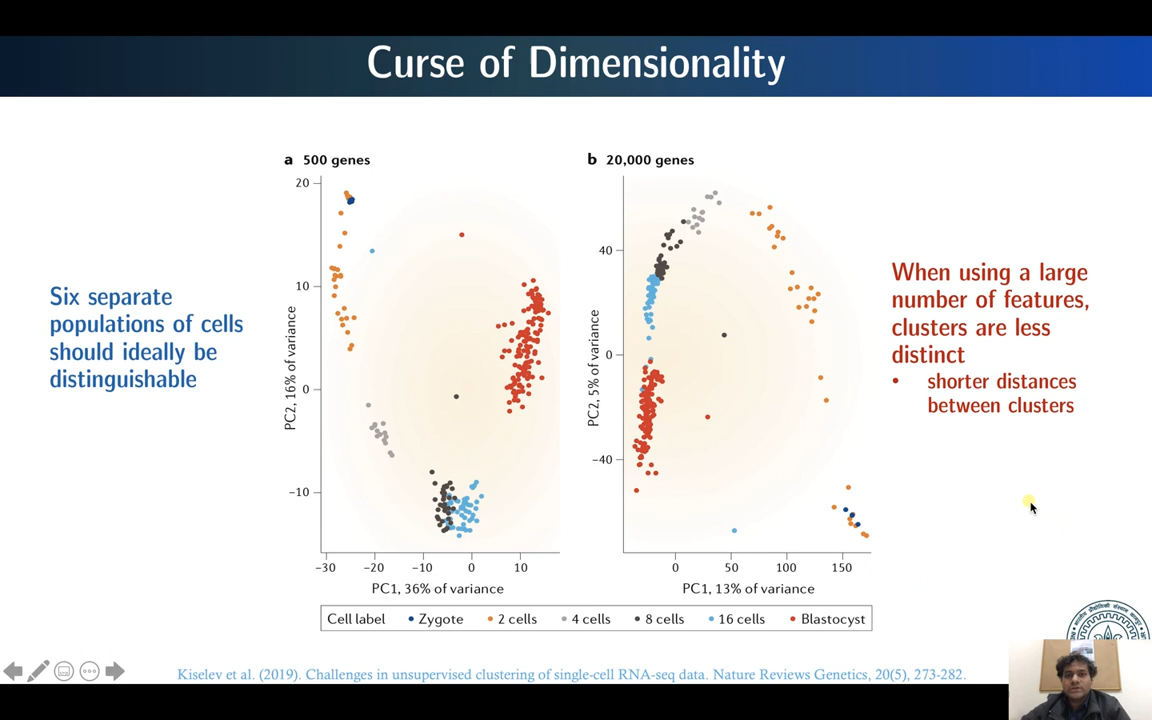 Curse of Dimensionality
Six separate
populations of cells
should ideally be
distinguishable
a 500 genes
20
10
0
−10
PC2, 16% of variance
−30 −20 −10 0 10
PC1, 36% of variance
b 20,000 genes
40
0
−40
PC2, 5% of variance
0 50 100 150
PC1, 13% of variance
Cell label Zygote 2 cells 4 cells 8 cells 16 cells Blastocyst
When using a large
number of features,
clusters are less
distinct
• shorter distances
between clusters
Kiselev et al. (2019). Challenges in unsupervised clustering of single-cell RNA-seq data. Nature Reviews Genetics, 20(5), 273-282.